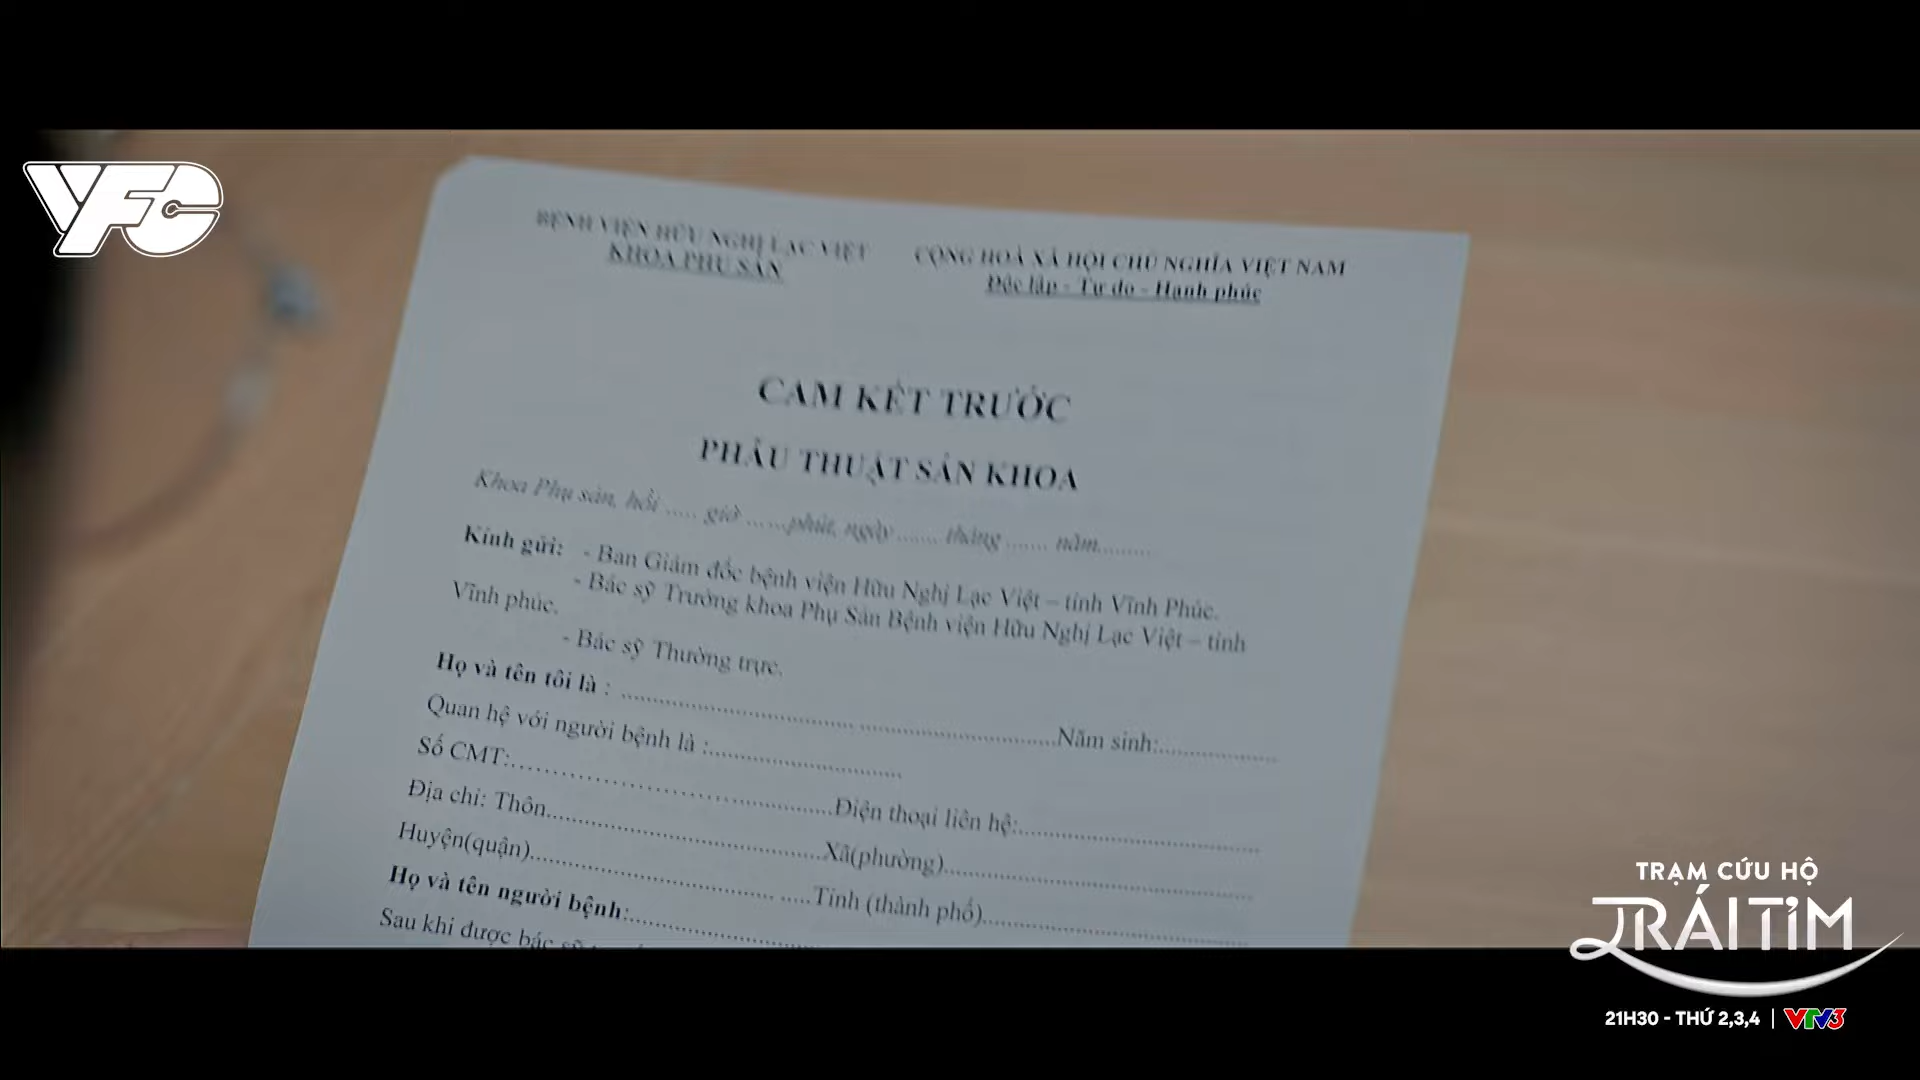 VFC
BỆNH VIỆN HỮU NGHỊ LẠC VIỆT
KHOA PHỤ SẢN
CỘNG HOÀ XÃ HỘI CHỦ NGHĨA VIỆT NAM
Độc lập - Tự do - Hạnh phúc
CAM KẾT TRƯỚC
PHẪU THUẬT SẢN KHOA
Khoa Phụ sản, hồi ..... giờ .......phút, ngày ....... tháng ....... năm.........
Kính gửi: - Ban Giám đốc bệnh viện Hữu Nghị Lạc Việt – tỉnh Vĩnh Phúc.
- Bác sỹ Trưởng khoa Phụ Sản Bệnh viện Hữu Nghị Lạc Việt – tỉnh
Vĩnh phúc.
- Bác sỹ Thường trực.
Họ và tên tôi là : .................................. .............................Năm sinh:.................
Quan hệ với người bệnh là :............................
Số CMT:...............................................Điện thoại liên hệ:...................................
Địa chỉ: Thôn........................................Xã(phường).............................................
Huyện(quận)................................... .....Tỉnh (thành phố)......................................
Họ và tên người bệnh:............................
Sau khi được bác sỹ
TRẠM CỨU HỘ
TRÁI TIM
21H30 - THỨ 2,3,4 | VTV3